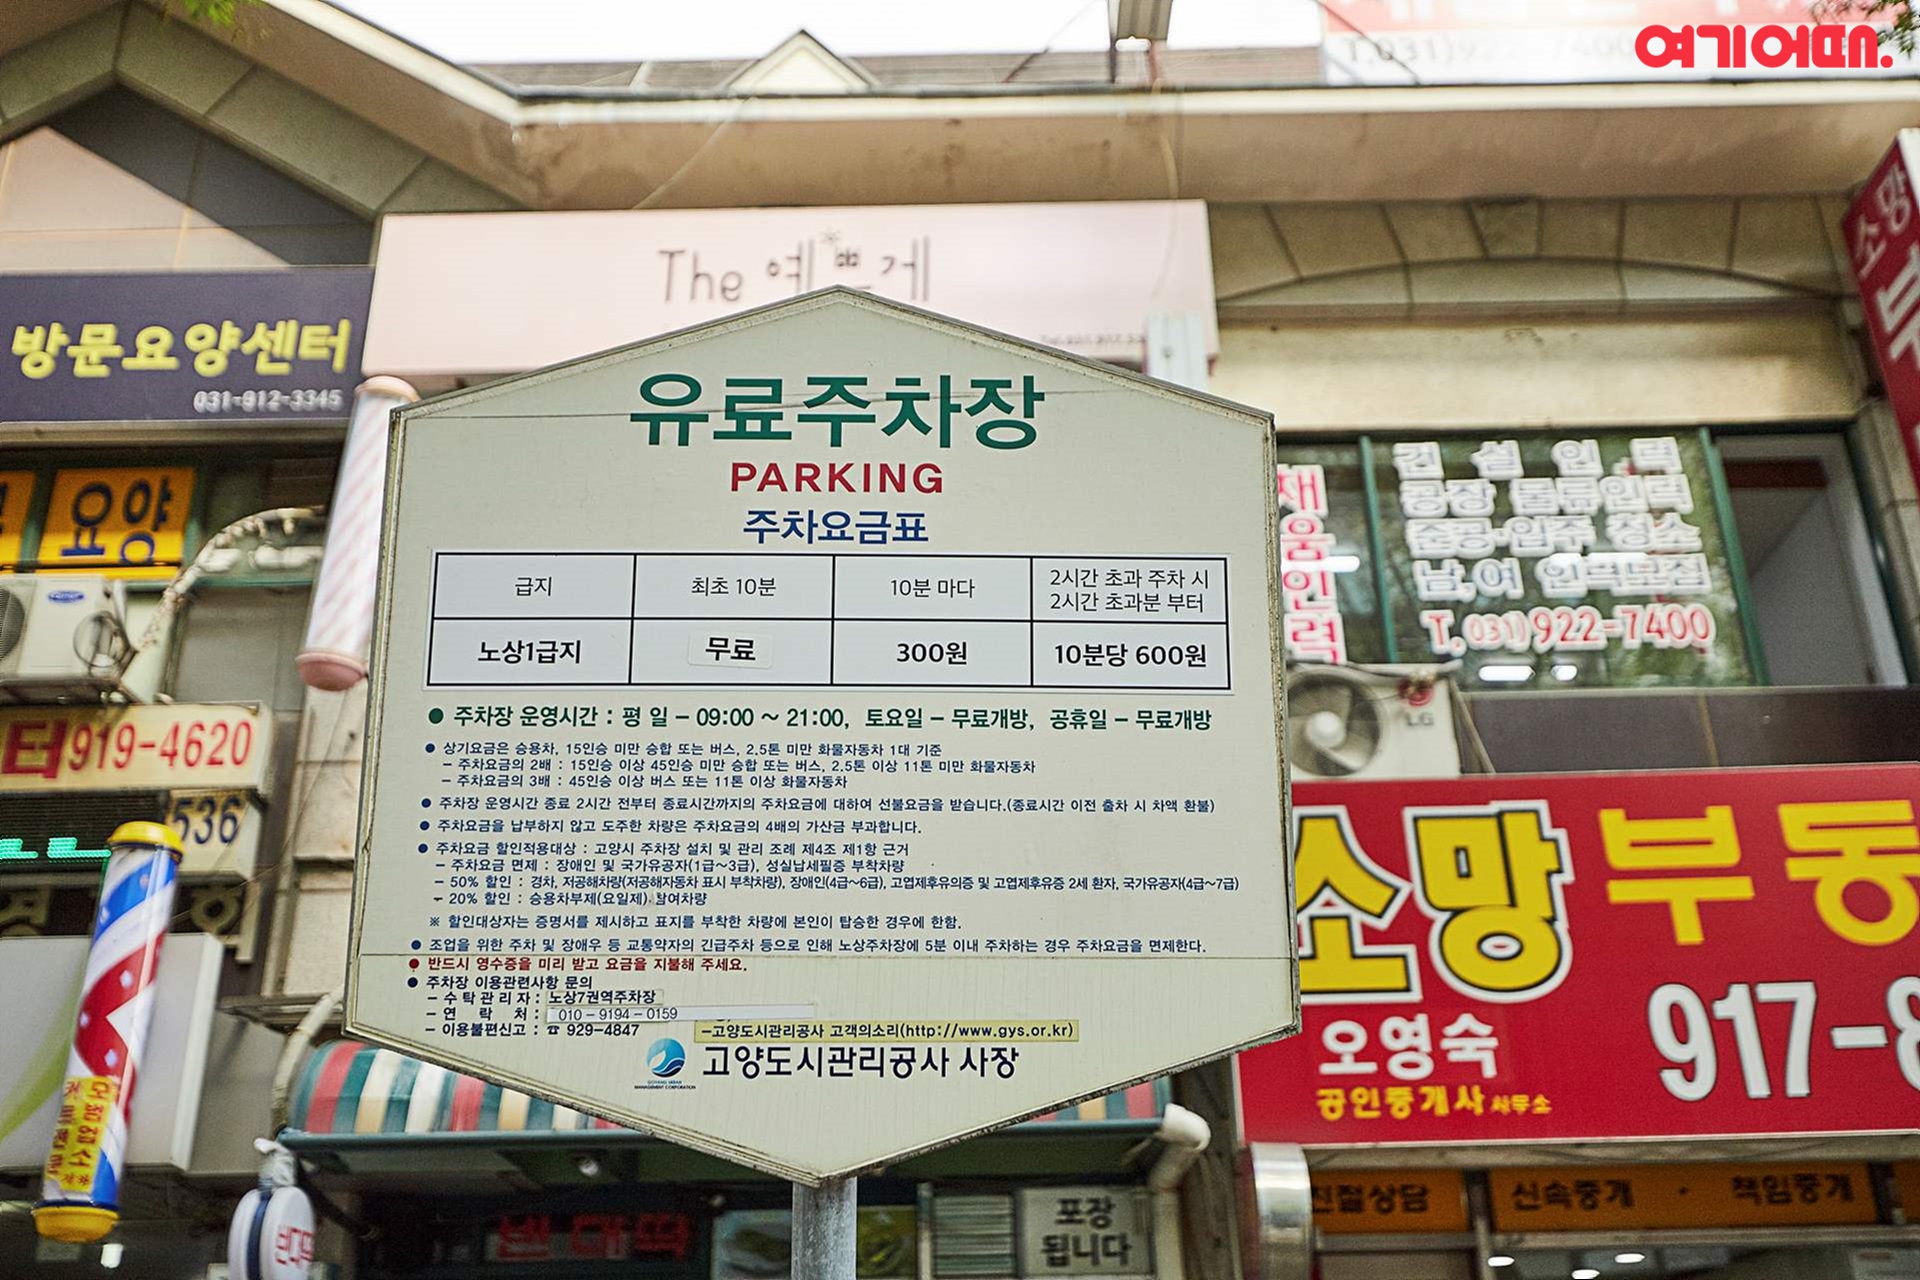 여기어때.
T.031)922-7400
The 예쁘게
방문요양센터
031-912-3345
요양
터 919-4620
536
유료주차장
PARKING
주차요금표
급지 최초 10분 10분 마다 2시간 초과 주차 시
2시간 초과분 부터
노상1급지 무료 300원 10분당 600원
● 주차장 운영시간 : 평 일 – 09:00 ~ 21:00, 토요일 – 무료개방, 공휴일 – 무료개방
● 상기요금은 승용차, 15인승 미만 승합 또는 버스, 2.5톤 미만 화물자동차 1대 기준
– 주차요금의 2배 : 15인승 이상 45인승 미만 승합 또는 버스, 2.5톤 이상 11톤 미만 화물자동차
– 주차요금의 3배 : 45인승 이상 버스 또는 11톤 이상 화물자동차
● 주차장 운영시간 종료 2시간 전부터 종료시간까지의 주차요금에 대하여 선불요금을 받습니다.(종료시간 이전 출차 시 차액 환불)
● 주차요금을 납부하지 않고 도주한 차량은 주차요금의 4배의 가산금 부과합니다.
● 주차요금 할인적용대상 : 고양시 주차장 설치 및 관리 조례 제4조 제1항 근거
– 주차요금 면제 : 장애인 및 국가유공자(1급~3급), 성실납세필증 부착차량
– 50% 할인 : 경차, 저공해차량(저공해자동차 표시 부착차량), 장애인(4급~6급), 고엽제후유의증 및 고엽제후유증 2세 환자, 국가유공자(4급~7급)
– 20% 할인 : 승용차부제(요일제) 참여차량
※ 할인대상자는 증명서를 제시하고 표지를 부착한 차량에 본인이 탑승한 경우에 한함.
● 조업을 위한 주차 및 장애우 등 교통약자의 긴급주차 등으로 인해 노상주차장에 5분 이내 주차하는 경우 주차요금을 면제한다.
● 반드시 영수증을 미리 받고 요금을 지불해 주세요.
● 주차장 이용관련사항 문의
– 수탁관리자 : 노상7권역주차장
– 연 락 처 : 010 – 9194 – 0159
– 이용불편신고 : ☎ 929–4847 –고양도시관리공사 고객의소리(http://www.gys.or.kr)
GOYANG URBAN
MANAGEMENT CORPORATION
고양도시관리공사 사장
채움인력
건설인력
공장 물류인력
준공·일주 청소
남,여 인력모집
T.031)922-7400
LG
소망
소망 부동
오영숙
917-8
공인중개사 사무소
친절상담
신속중개 · 책임중개
모범업소
반대떡
포장
됩니다